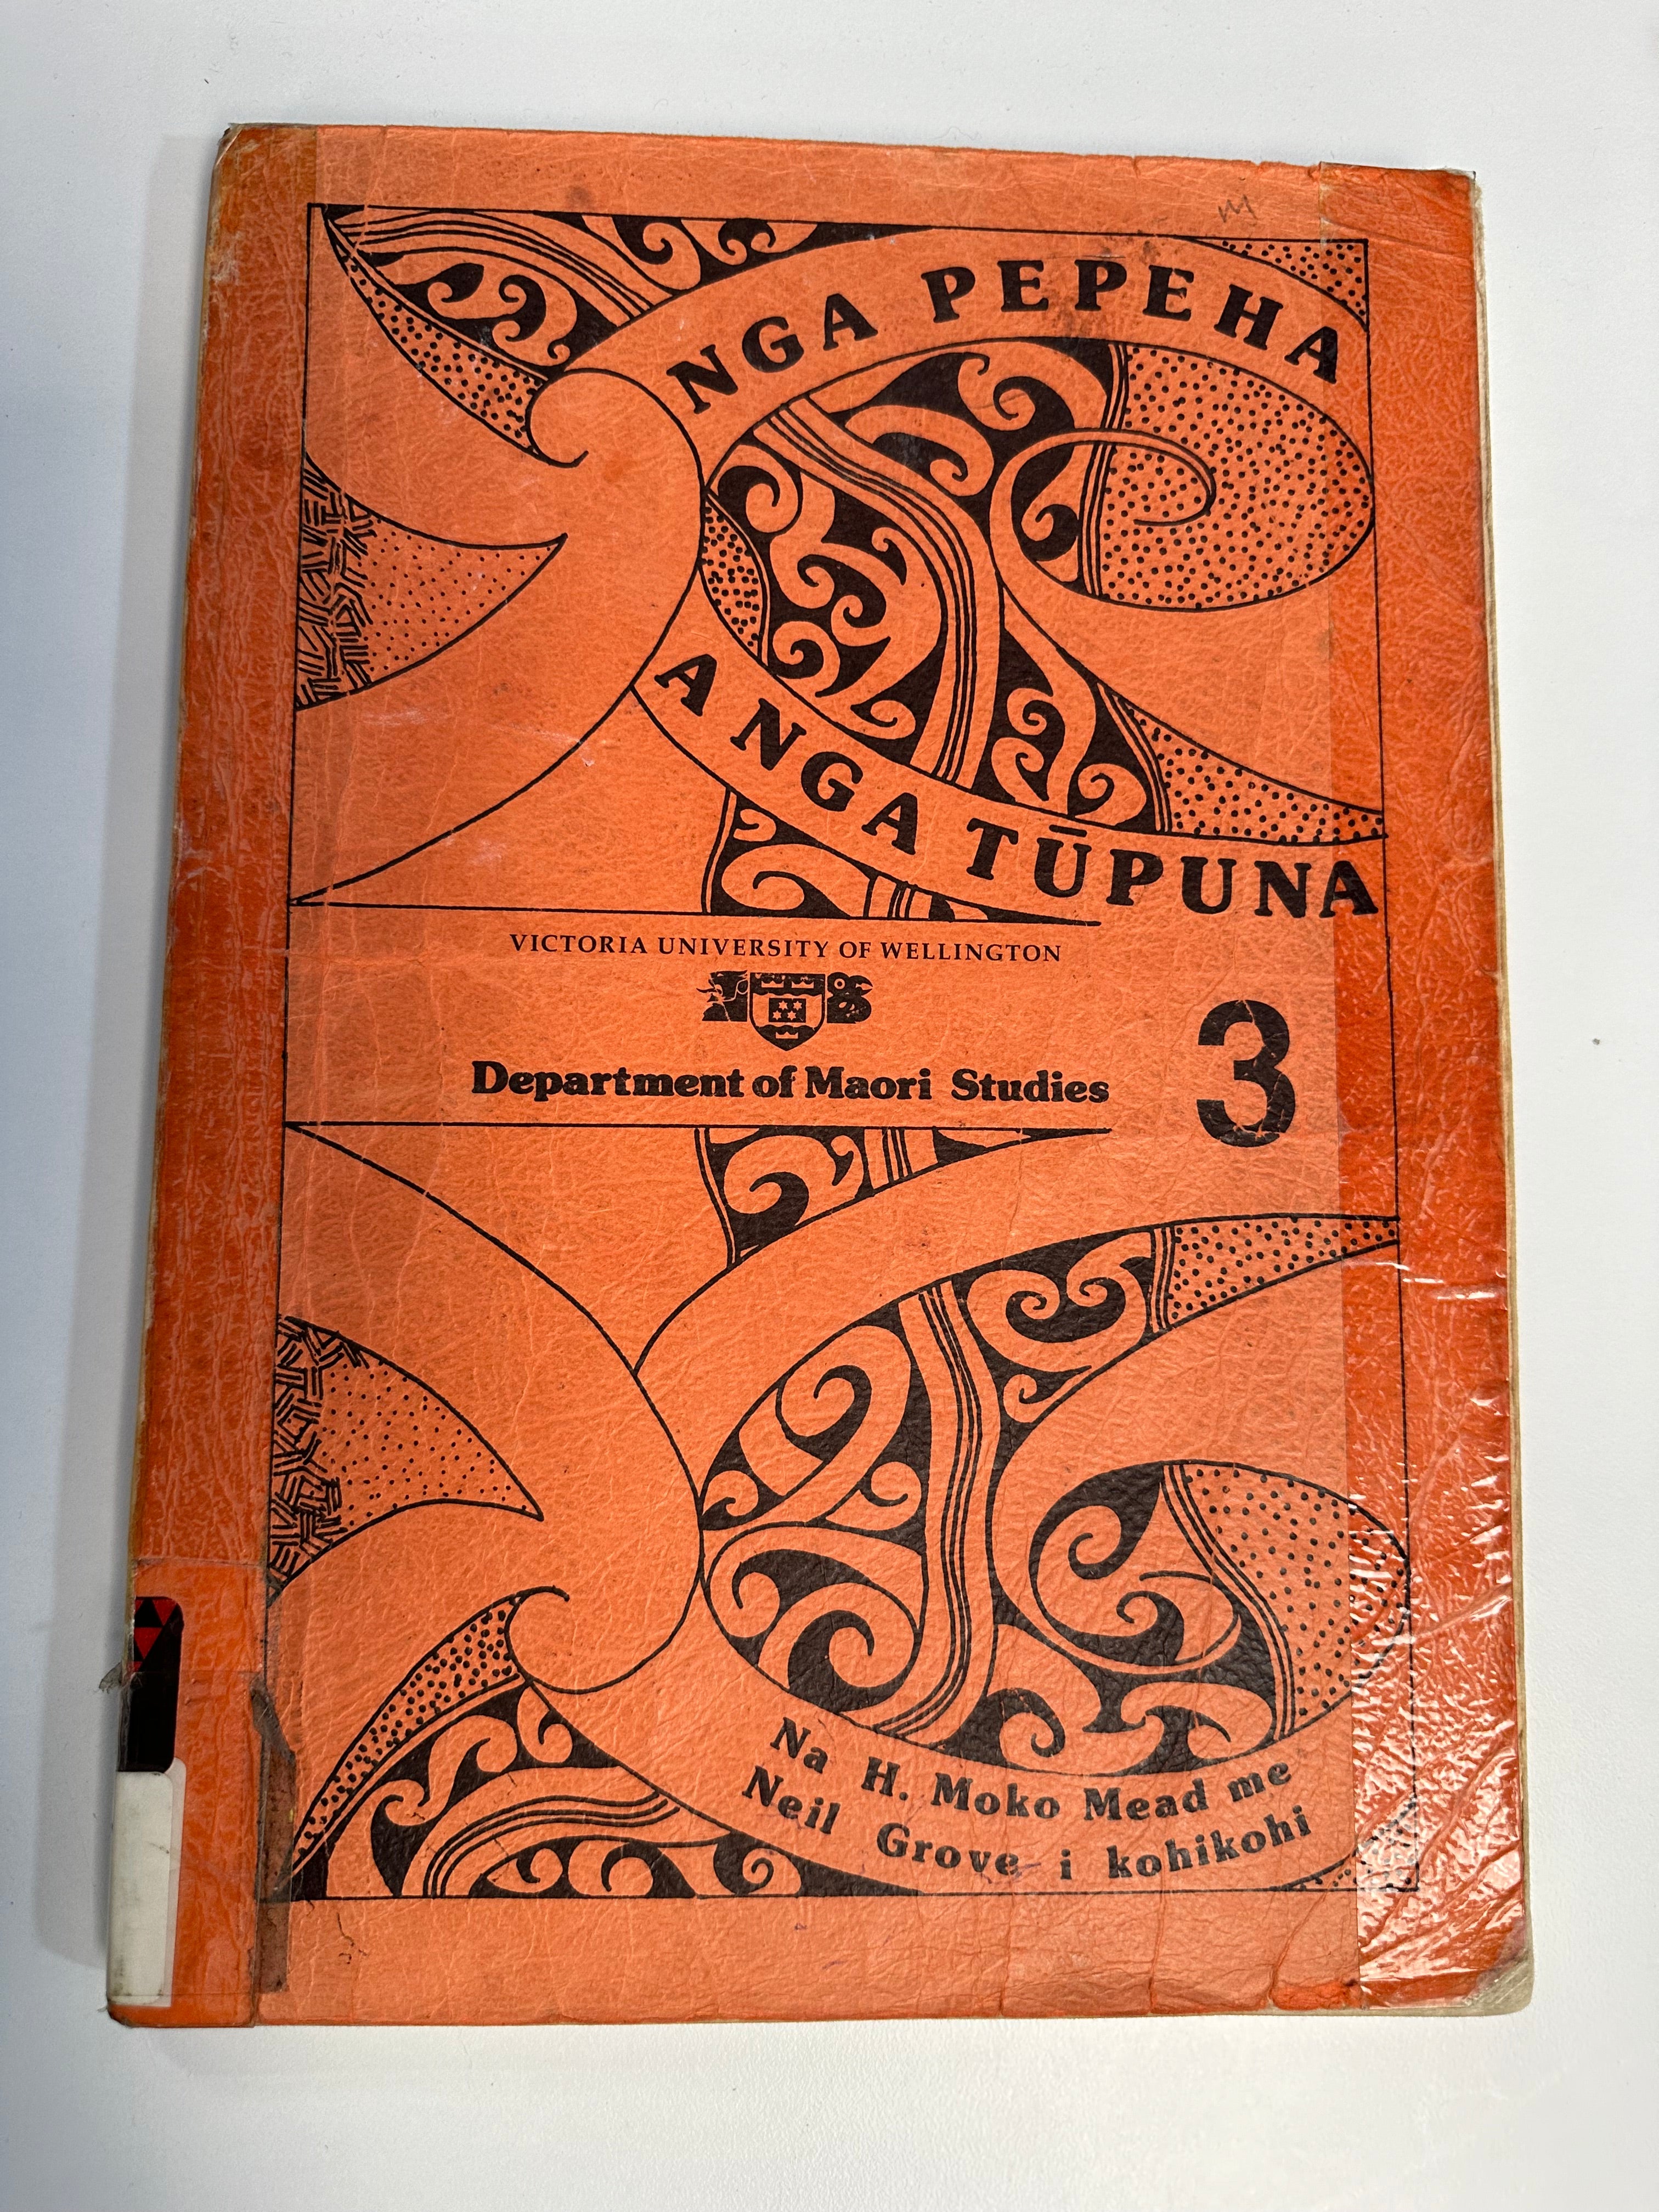 NGA PEPEHA
A NGA TŪPUNA
VICTORIA UNIVERSITY OF WELLINGTON
Department of Maori Studies
3
Na H. Moko Mead me
Neil Grove i kohikohi